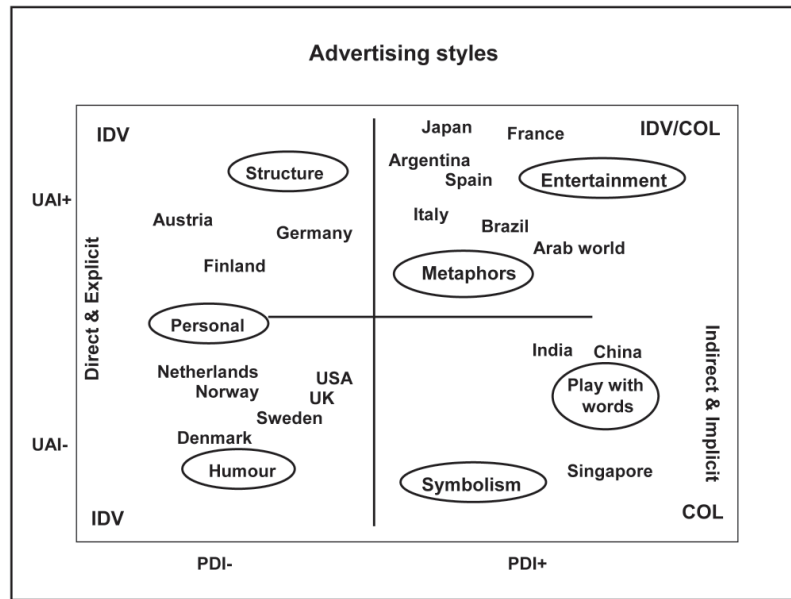 Advertising styles
IDV
Japan
France
IDV/COL
Structure
Argentina
Spain
Entertainment
UAI+
Austria
Germany
Italy
Brazil
Arab world
Finland
Metaphors
Direct & Explicit
Personal
Indirect & Implicit
India
China
Netherlands
Norway
USA
UK
Sweden
Play with
words
Denmark
UAI-
Humour
Symbolism
Singapore
IDV
COL
PDI-
PDI+